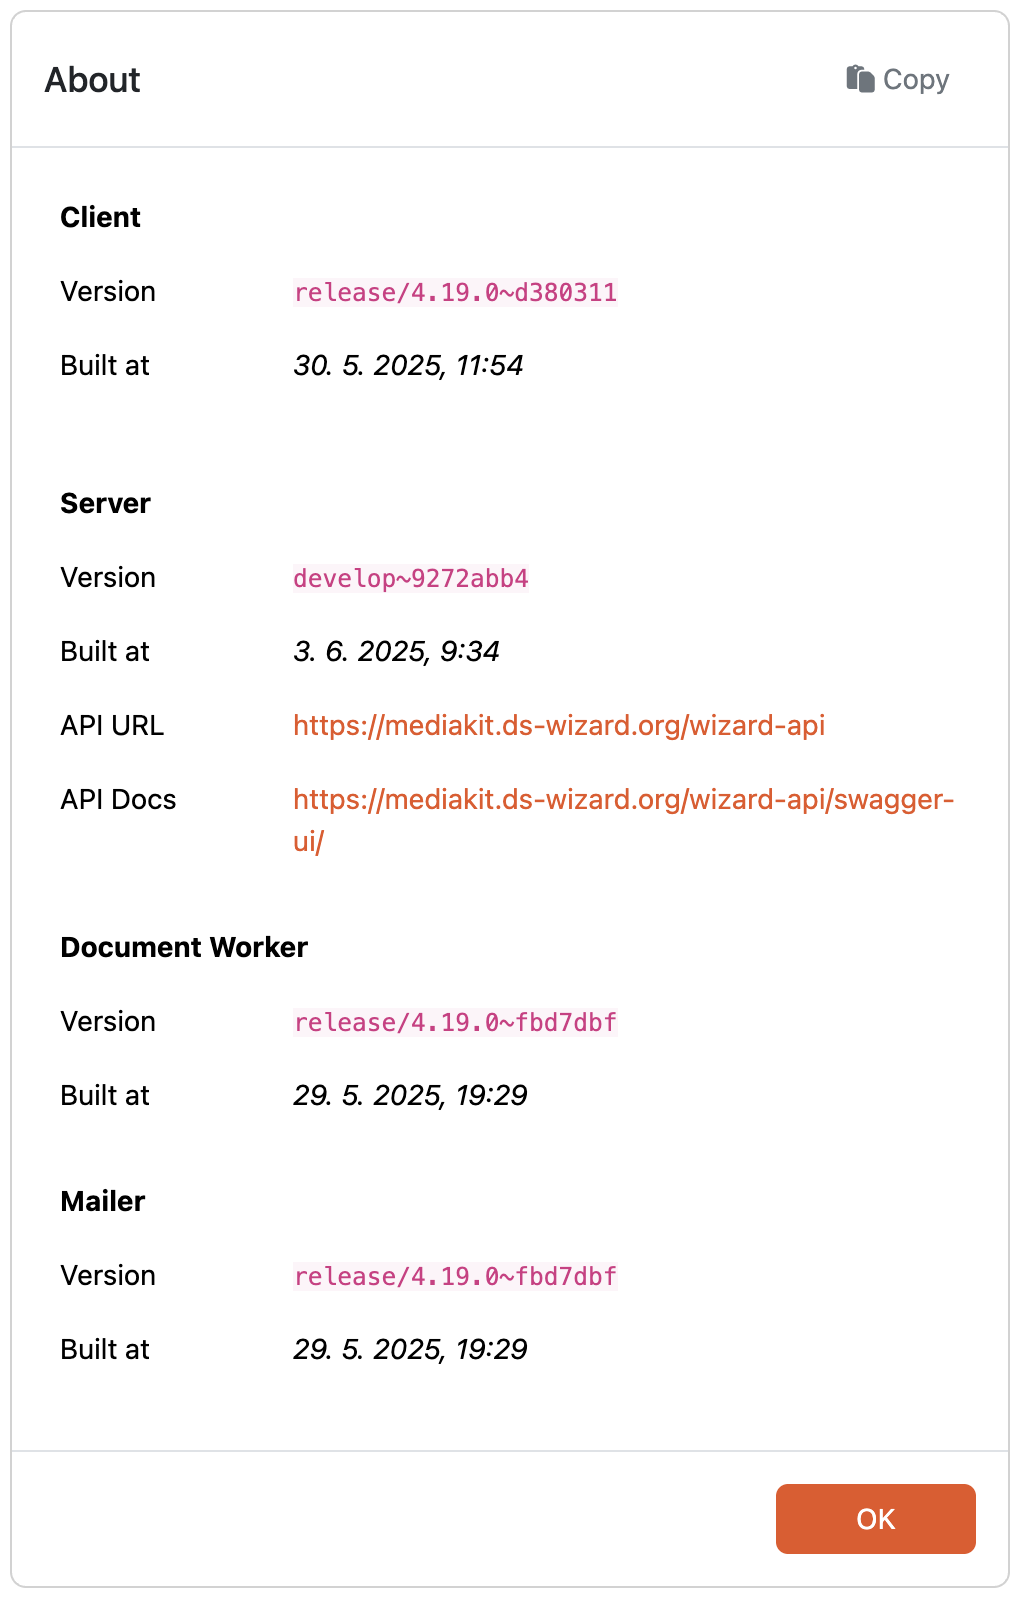 About
Copy
Client
Version release/4.19.0~d380311
Built at 30. 5. 2025, 11:54
Server
Version develop~9272abb4
Built at 3. 6. 2025, 9:34
API URL https://mediakit.ds-wizard.org/wizard-api
API Docs https://mediakit.ds-wizard.org/wizard-api/swagger-
ui/
Document Worker
Version release/4.19.0~fbd7dbf
Built at 29. 5. 2025, 19:29
Mailer
Version release/4.19.0~fbd7dbf
Built at 29. 5. 2025, 19:29
OK